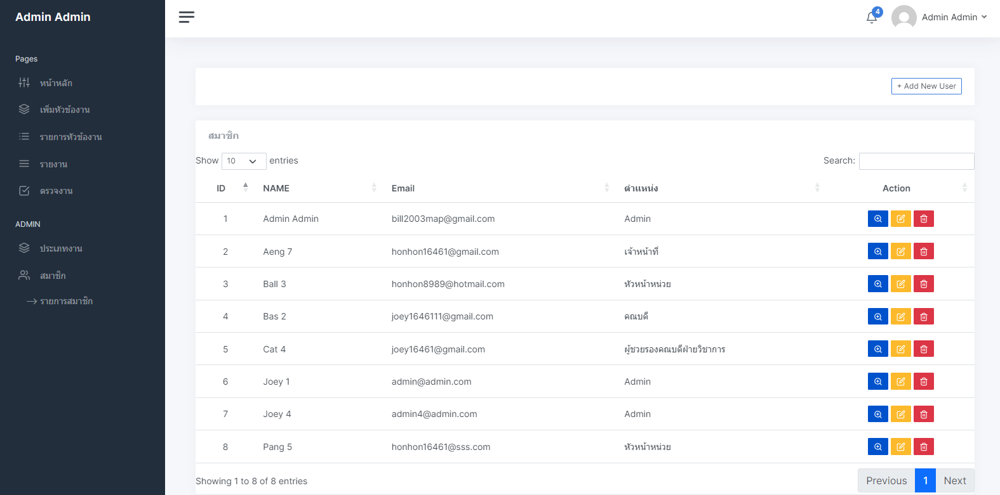 Admin Admin
4
Admin Admin
Pages
หน้าหลัก
เพิ่มหัวข้องาน
รายการหัวข้องาน
รายงาน
ตรวจงาน
ADMIN
ประเภทงาน
สมาชิก
รายการสมาชิก
+ Add New User
สมาชิก
Show 10 entries Search:
ID NAME Email ตำแหน่ง Action
1 Admin Admin bill2003map@gmail.com Admin
2 Aeng 7 honhon16461@gmail.com เจ้าหน้าที่
3 Ball 3 honhon8989@hotmail.com หัวหน้าหน่วย
4 Bas 2 joey1646111@gmail.com คณบดี
5 Cat 4 joey16461@gmail.com ผู้ช่วยรองคณบดีฝ่ายวิชาการ
6 Joey 1 admin@admin.com Admin
7 Joey 4 admin4@admin.com Admin
8 Pang 5 honhon16461@sss.com หัวหน้าหน่วย
Showing 1 to 8 of 8 entries Previous 1 Next